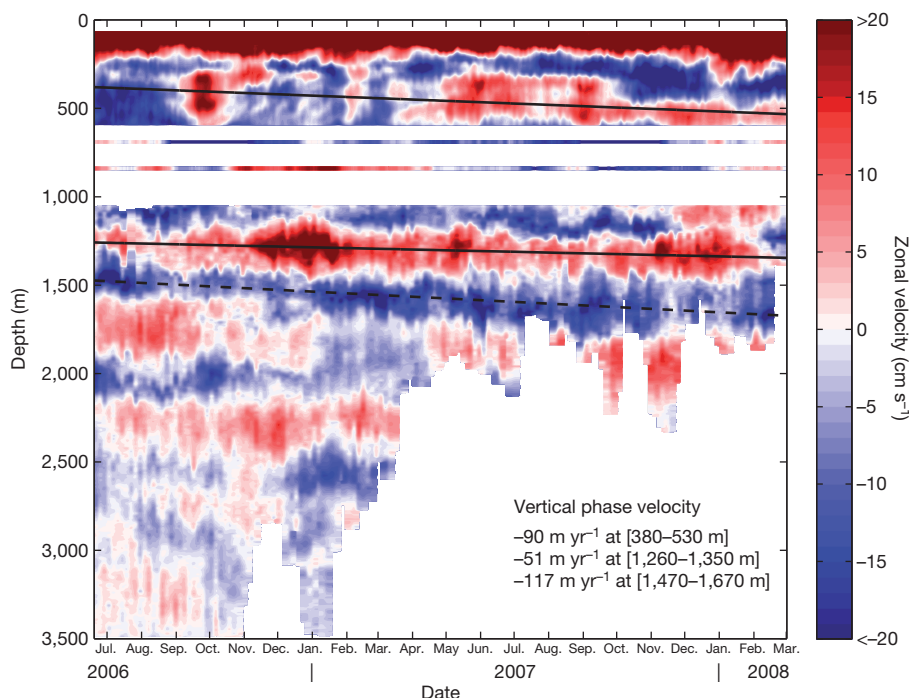 0
500
1,000
1,500
2,000
2,500
3,000
3,500
Depth (m)
Jul. Aug. Sep. Oct. Nov. Dec. Jan. Feb. Mar. Apr. May Jun. Jul. Aug. Sep. Oct. Nov. Dec. Jan. Feb. Mar.
2006 | 2007 | 2008
Date
Vertical phase velocity
–90 m yr⁻¹ at [380–530 m]
–51 m yr⁻¹ at [1,260–1,350 m]
–117 m yr⁻¹ at [1,470–1,670 m]
>20
15
10
5
0
–5
–10
–15
<–20
Zonal velocity (cm s⁻¹)